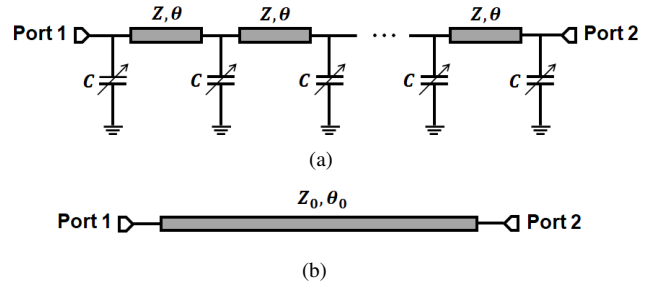 Z, θ Z, θ Z, θ
Port 1 ··· Port 2
C C C C C
(a)
Z₀, θ₀
Port 1 Port 2
(b)